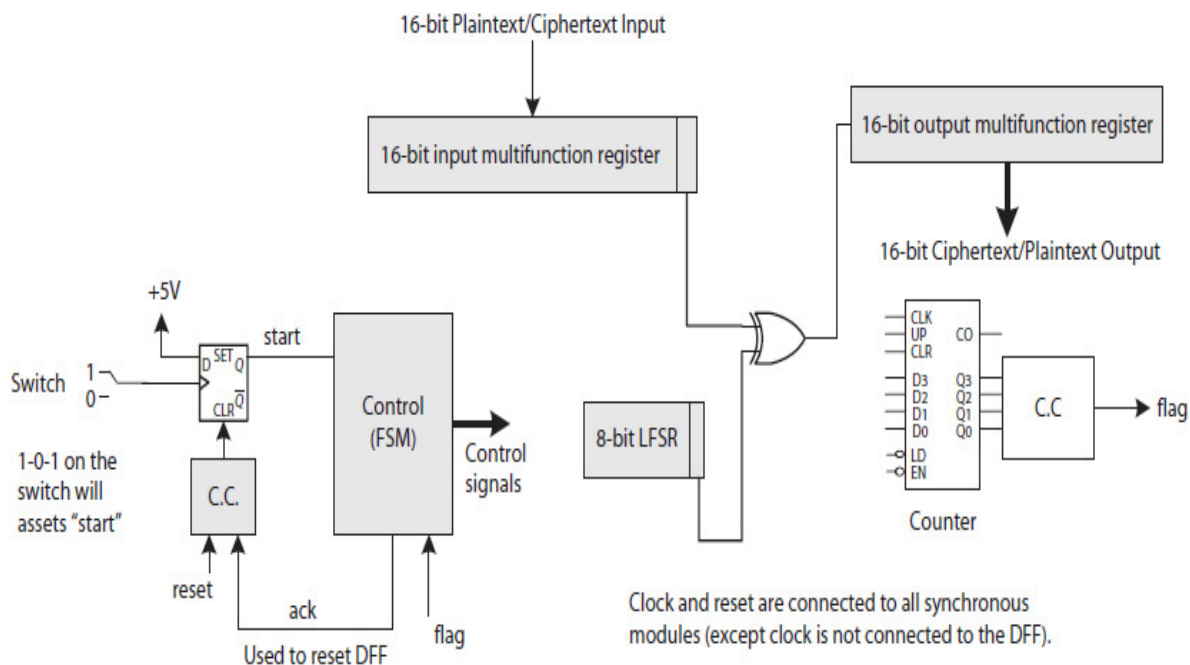 16-bit Plaintext/Ciphertext Input
16-bit input multifunction register
16-bit output multifunction register
16-bit Ciphertext/Plaintext Output
+5V
start
D SET Q
CLR Q
Switch
1
0
Control
(FSM)
Control
signals
1-0-1 on the
switch will
assets "start"
C.C.
reset
ack
flag
Used to reset DFF
8-bit LFSR
CLK
UP
CLR
D3
D2
D1
D0
LD
EN
CO
Q3
Q2
Q1
Q0
C.C
flag
Counter
Clock and reset are connected to all synchronous
modules (except clock is not connected to the DFF).